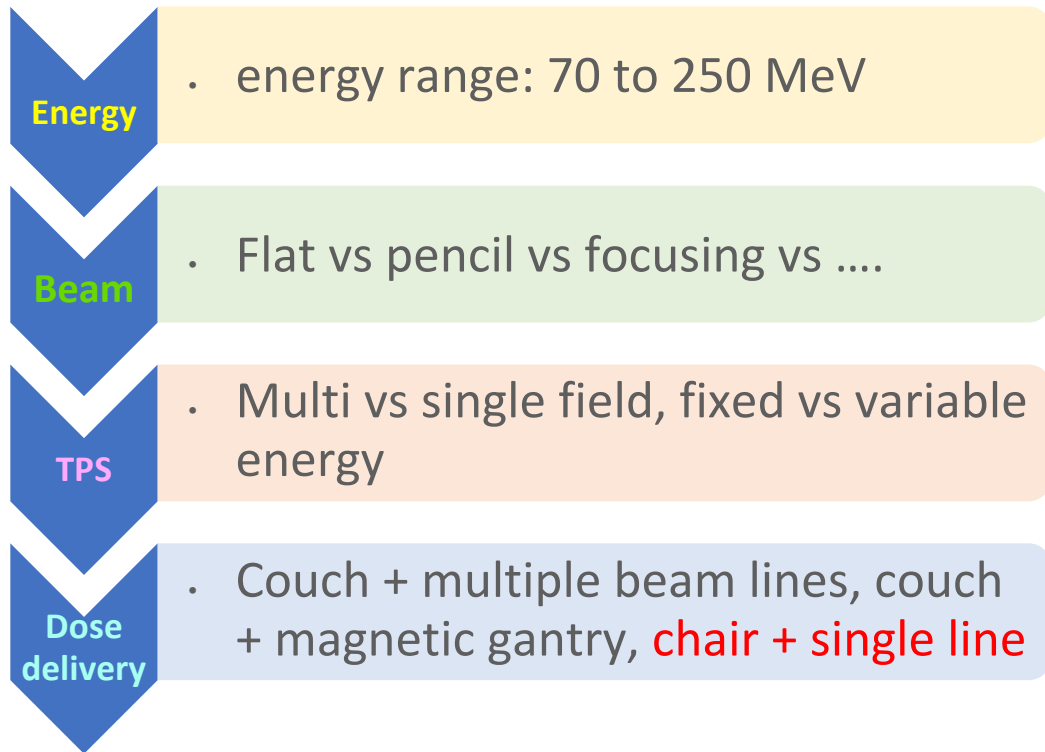 Energy
• energy range: 70 to 250 MeV
Beam
• Flat vs pencil vs focusing vs ....
TPS
• Multi vs single field, fixed vs variable
energy
Dose
delivery
• Couch + multiple beam lines, couch
+ magnetic gantry, chair + single line